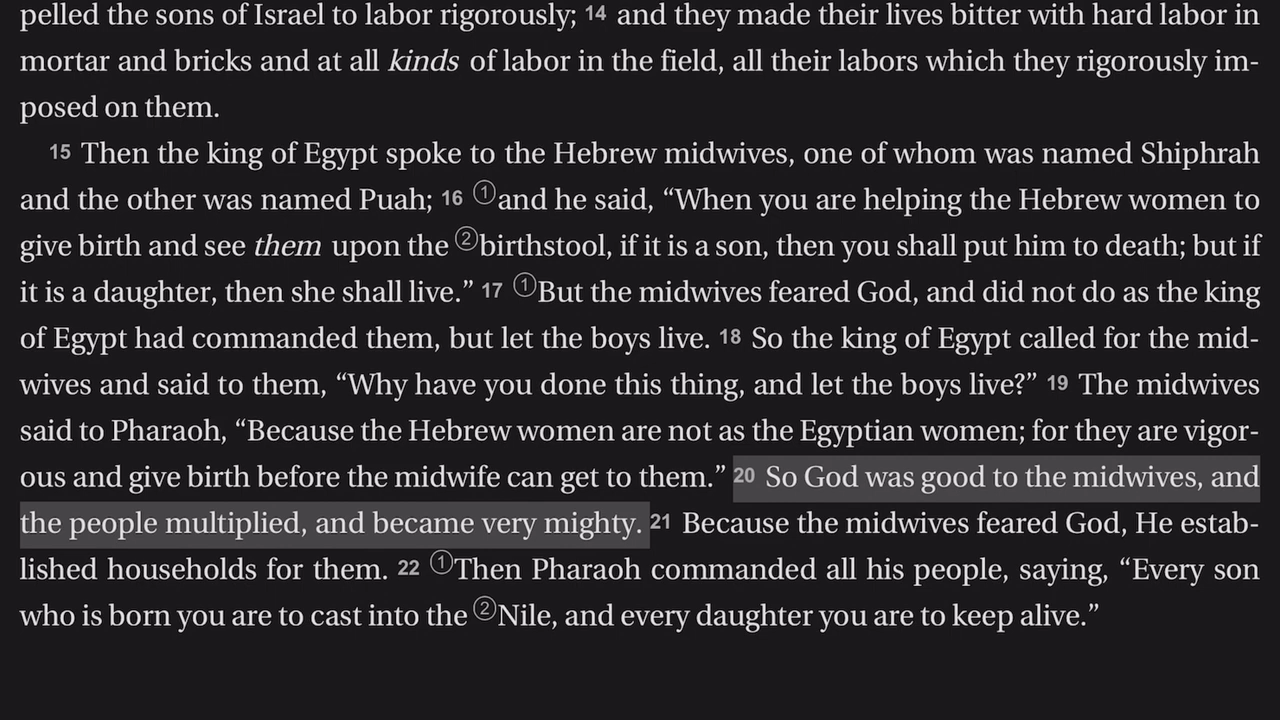 pelled the sons of Israel to labor rigorously; 14 and they made their lives bitter with hard labor in
mortar and bricks and at all kinds of labor in the field, all their labors which they rigorously im-
posed on them.
15 Then the king of Egypt spoke to the Hebrew midwives, one of whom was named Shiphrah
and the other was named Puah; 16 ①and he said, “When you are helping the Hebrew women to
give birth and see them upon the ②birthstool, if it is a son, then you shall put him to death; but if
it is a daughter, then she shall live.” 17 ①But the midwives feared God, and did not do as the king
of Egypt had commanded them, but let the boys live. 18 So the king of Egypt called for the mid-
wives and said to them, “Why have you done this thing, and let the boys live?” 19 The midwives
said to Pharaoh, “Because the Hebrew women are not as the Egyptian women; for they are vigor-
ous and give birth before the midwife can get to them.” 20 So God was good to the midwives, and
the people multiplied, and became very mighty. 21 Because the midwives feared God, He estab-
lished households for them. 22 ①Then Pharaoh commanded all his people, saying, “Every son
who is born you are to cast into the ②Nile, and every daughter you are to keep alive.”